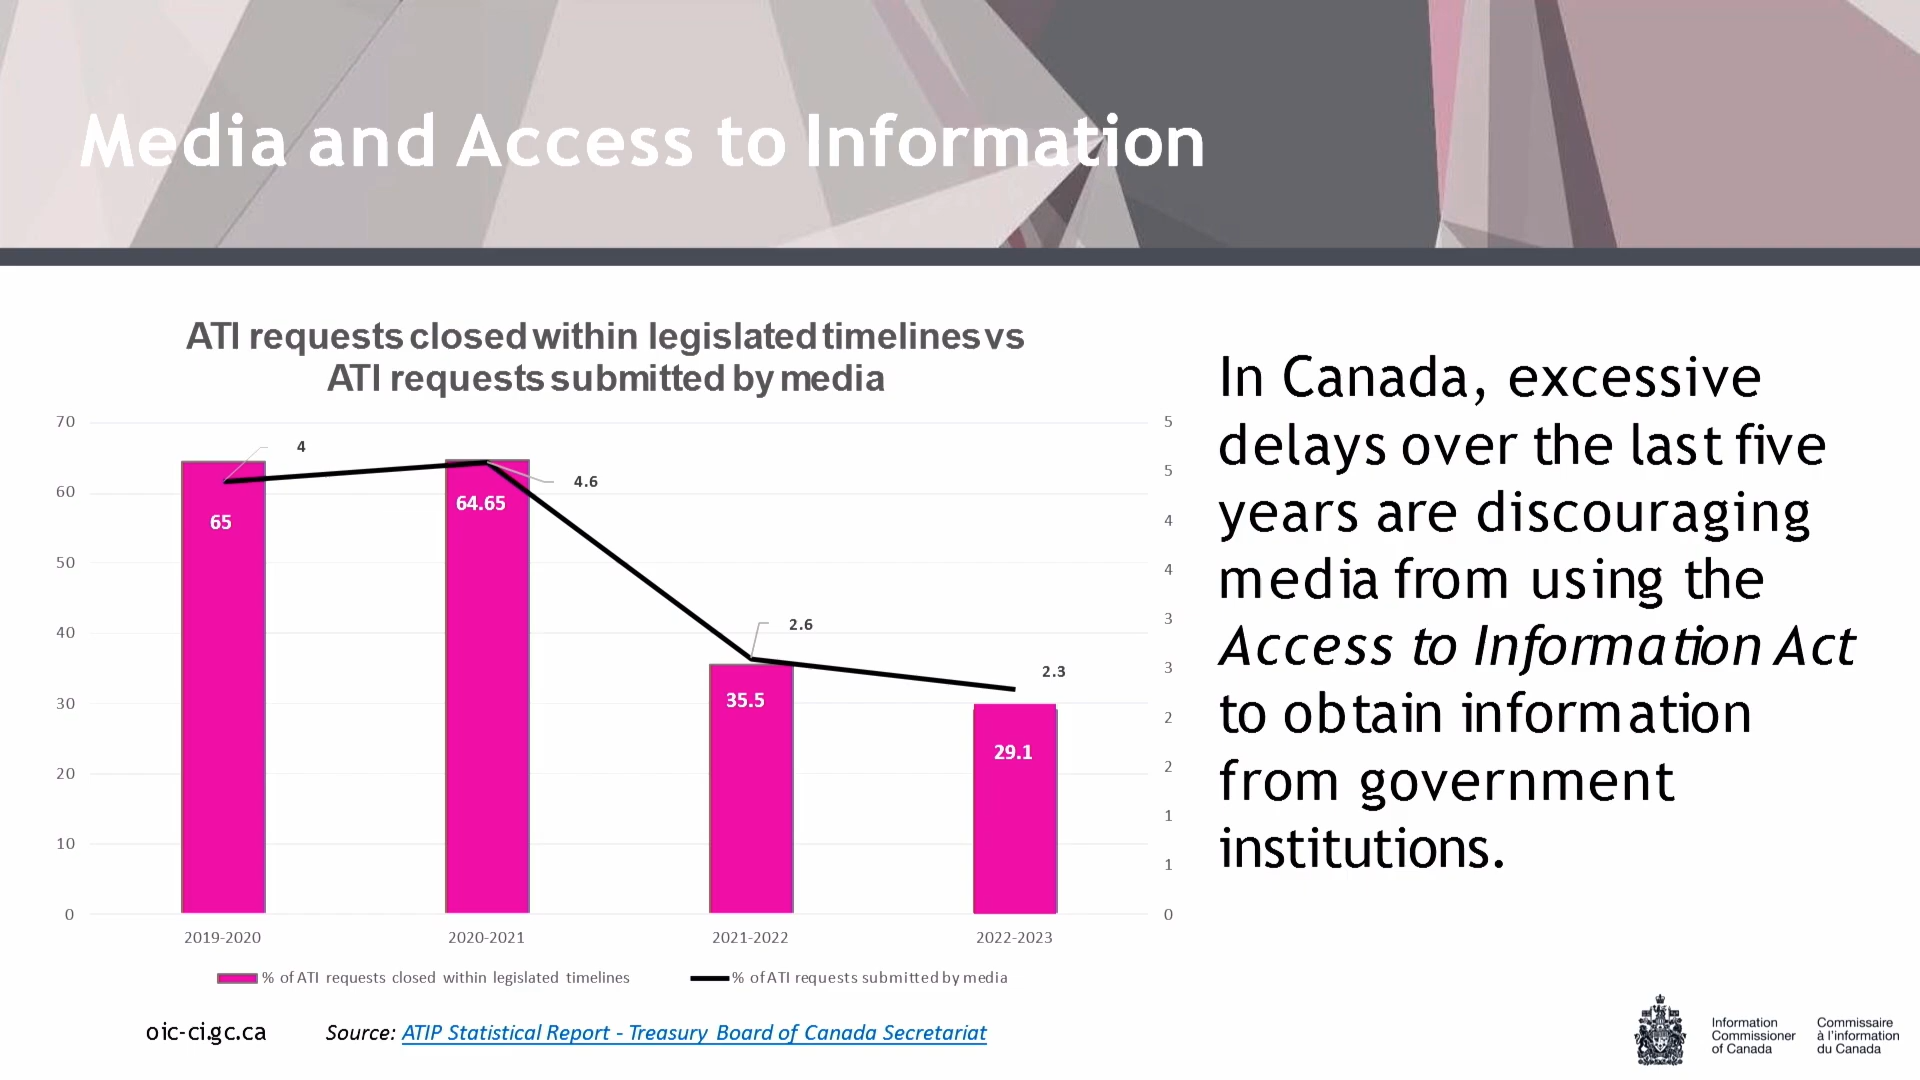 Media and Access to Information
ATI requests closed within legislated timelines vs
ATI requests submitted by media
70
60
50
40
30
20
10
0
5
5
4
4
3
3
2
2
1
1
0
4
4.6
2.6
2.3
65
64.65
35.5
29.1
2019-2020
2020-2021
2021-2022
2022-2023
% of ATI requests closed within legislated timelines
% of ATI requests submitted by media
In Canada, excessive
delays over the last five
years are discouraging
media from using the
Access to Information Act
to obtain information
from government
institutions.
oic-ci.gc.ca
Source: ATIP Statistical Report - Treasury Board of Canada Secretariat
Information
Commissioner
of Canada
Commissaire
à l'information
du Canada